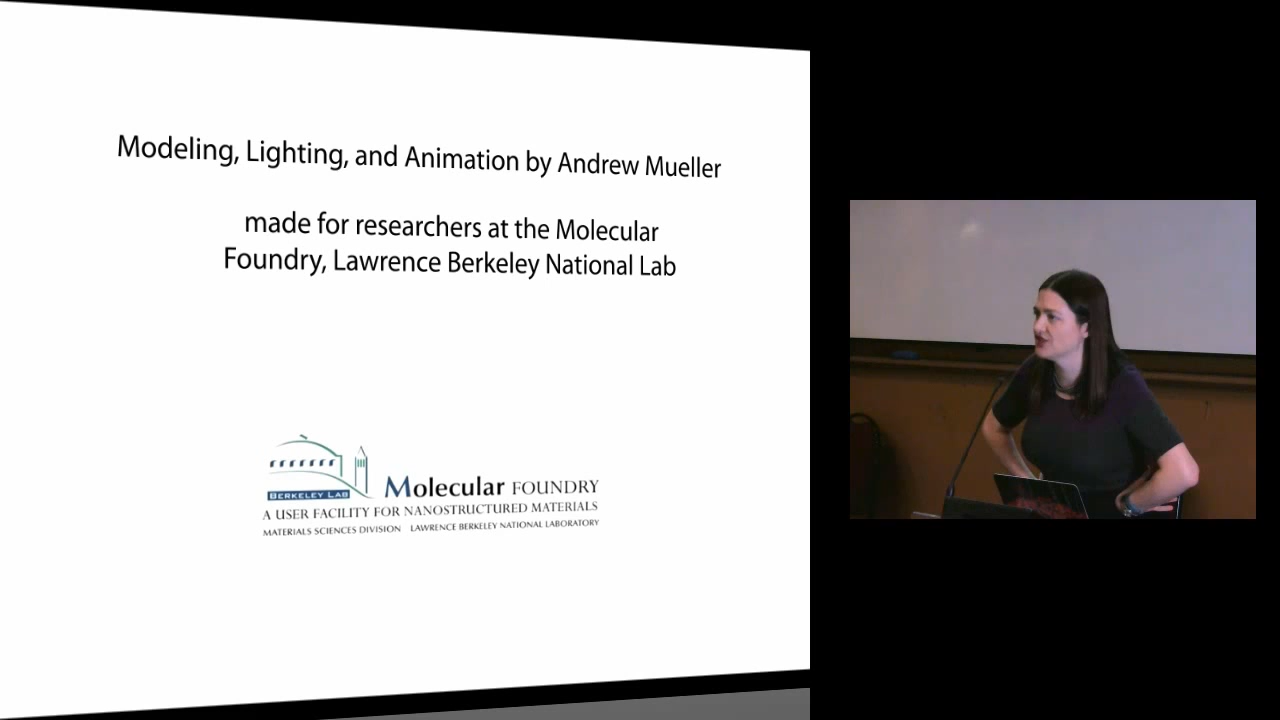 Modeling, Lighting, and Animation by Andrew Mueller
made for researchers at the Molecular
Foundry, Lawrence Berkeley National Lab
BERKELEY LAB
Molecular FOUNDRY
A USER FACILITY FOR NANOSTRUCTURED MATERIALS
MATERIALS SCIENCES DIVISION LAWRENCE BERKELEY NATIONAL LABORATORY